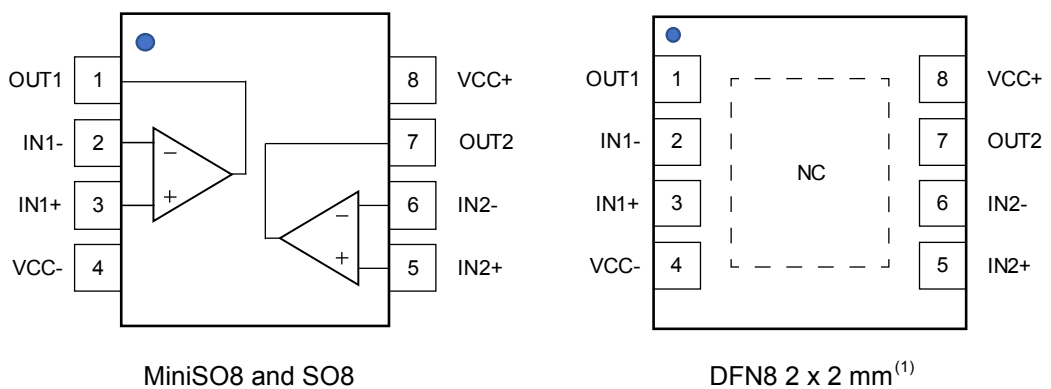 OUT1 1 8 VCC+
IN1- 2 − 7 OUT2
IN1+ 3 + − 6 IN2-
VCC- 4 + 5 IN2+
MiniSO8 and SO8
OUT1 1 8 VCC+
IN1- 2 7 OUT2
NC
IN1+ 3 6 IN2-
VCC- 4 5 IN2+
DFN8 2 x 2 mm(1)